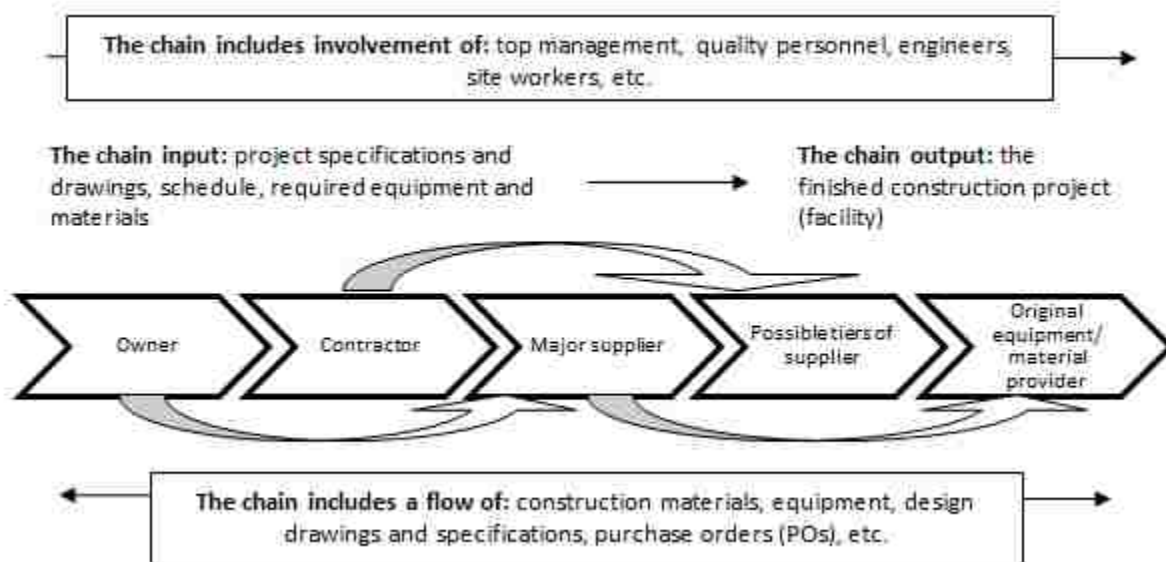 The chain includes involvement of: top management, quality personnel, engineers,
site workers, etc.
The chain input: project specifications and
drawings, schedule, required equipment and
materials
The chain output: the
finished construction project
(facility)
Owner
Contractor
Major supplier
Possible tiers of
supplier
Original
equipment/
material
provider
The chain includes a flow of: construction materials, equipment, design
drawings and specifications, purchase orders (POs), etc.